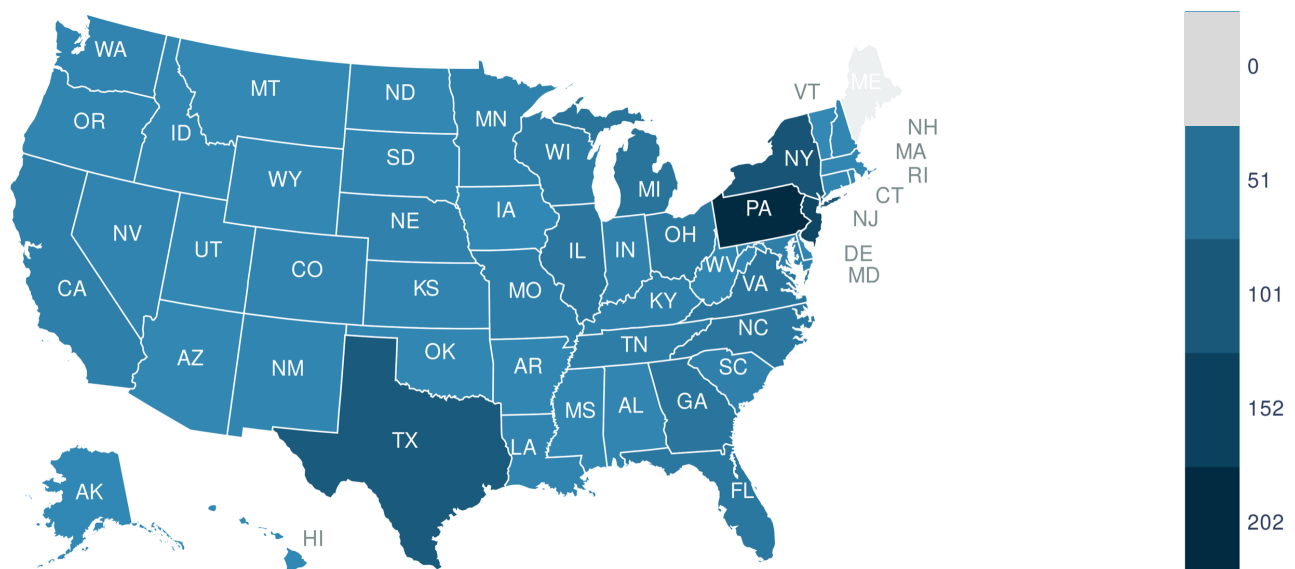 WA
MT
ND
MN
VT
ME
0
OR
ID
SD
WI
NH
WY
MI
NY
MA
RI
51
NE
IA
PA
CT
NV
UT
IL
IN
OH
NJ
CO
WV
DE
CA
KS
MO
KY
VA
MD
101
AZ
NM
OK
AR
TN
NC
SC
152
TX
MS
AL
GA
LA
AK
FL
HI
202